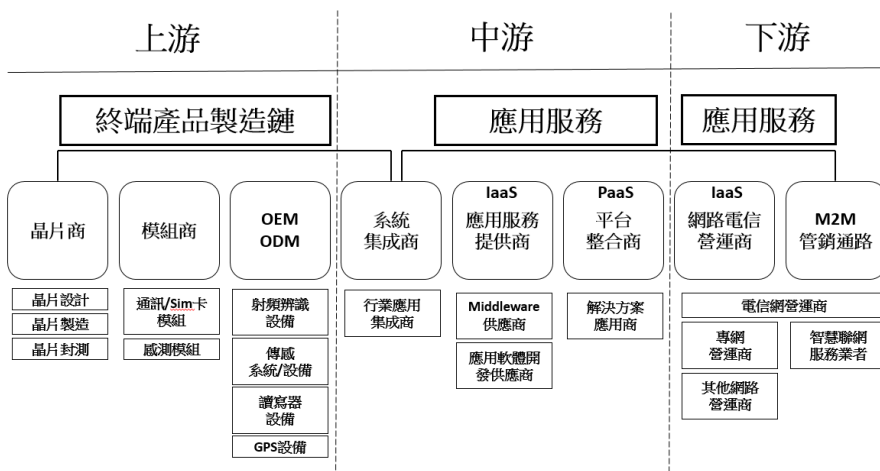 上游
中游
下游
終端產品製造鏈
應用服務
應用服務
晶片商
模組商
OEM
ODM
系統
集成商
IaaS
應用服務
提供商
PaaS
平台
整合商
IaaS
網路電信
營運商
M2M
管銷通路
晶片設計
晶片製造
晶片封測
通訊/Sim卡
模組
感測模組
射頻辨識
設備
傳感
系統/設備
讀寫器
設備
GPS設備
行業應用
集成商
Middleware
供應商
應用軟體開
發供應商
解決方案
應用商
電信網營運商
專網
營運商
其他網路
營運商
智慧聯網
服務業者